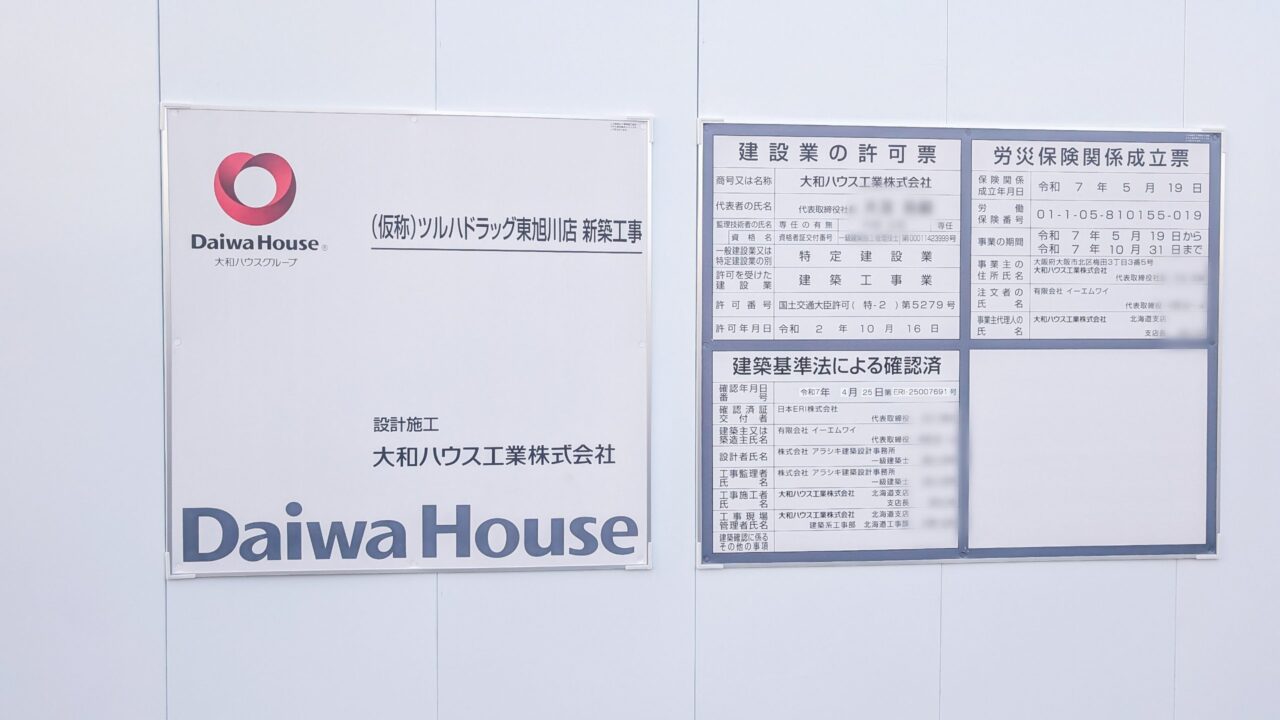 Daiwa House®
大和ハウスグループ
(仮称)ツルハドラッグ東旭川店 新築工事
設計施工
大和ハウス工業株式会社
Daiwa House
建設業の許可票
商号又は名称 大和ハウス工業株式会社
代表者の氏名 代表取締役社
監理技術者の氏名 専任の有無 専任
資格名 資格者証交付番号 第00011423998号
一般建設業又は特定建設業の別 特定建設業
許可を受けた建設業 建築工事業
許可番号 国土交通大臣許可(特-2)第5279号
許可年月日 令和 2 年 10 月 16 日
労災保険関係成立票
保険関係成立年月日 令和 7 年 5 月 19 日
労働保険番号 01-1-05-810155-019
事業の期間 令和 7 年 5 月 19 日から
令和 7 年 10 月 31 日まで
事業主の住所氏名 大阪府大阪市北区梅田3丁目3番5号
大和ハウス工業株式会社
代表取締役社
注文者の氏名 有限会社 イーエムワイ
代表取締役
事業主代理人の氏名 大和ハウス工業株式会社 北海道支店
支店長
建築基準法による確認済
確認年月日番号 令和7年 4月 25日 第 ERI-25007691 号
確認済証交付者 日本ERI株式会社
代表取締役
建築主又は築造主氏名 有限会社 イーエムワイ
代表取締役
設計者氏名 株式会社 アラシキ建築設計事務所
一級建築士
工事監理者氏名 株式会社 アラシキ建築設計事務所
一級建築士
工事施工者氏名 大和ハウス工業株式会社 北海道支店
支店長
工事現場管理者氏名 大和ハウス工業株式会社 北海道支店
建築系工事部 北海道工事部
建築確認に係るその他の事項